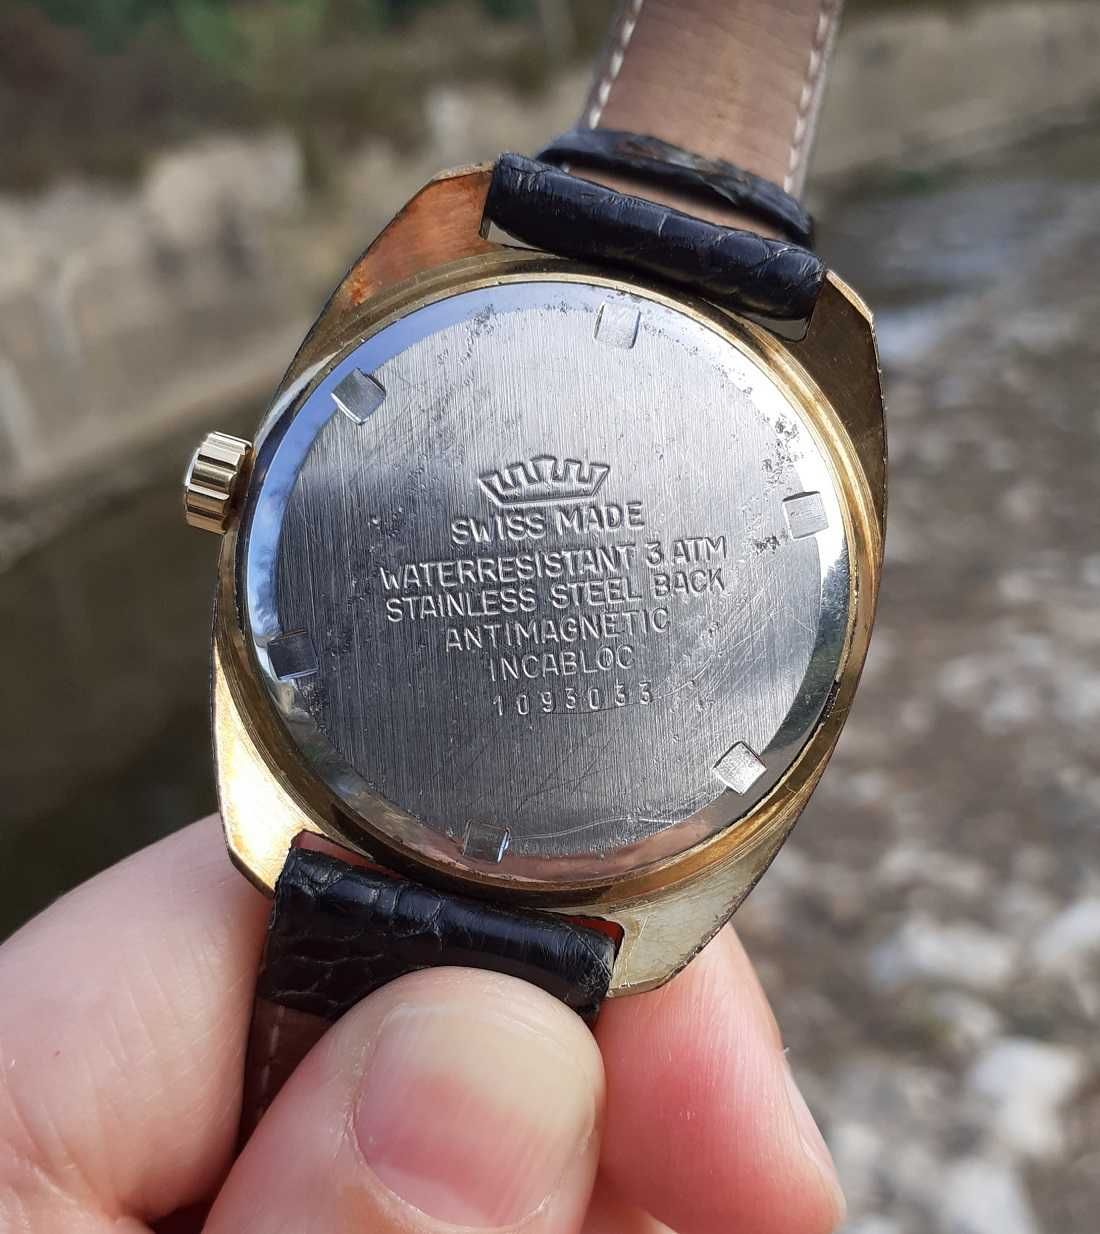 SWISS MADE
WATERRESISTANT 3 ATM
STAINLESS STEEL BACK
ANTIMAGNETIC
INCABLOC
1093033